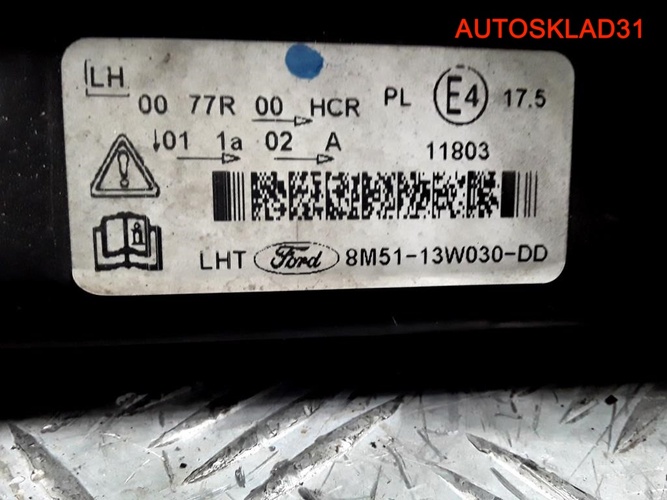 AUTOSKLAD31
LH
00 77R 00 HCR PL E4 17.5
↓01 1a 02 A 11803
LHT Ford 8M51-13W030-DD